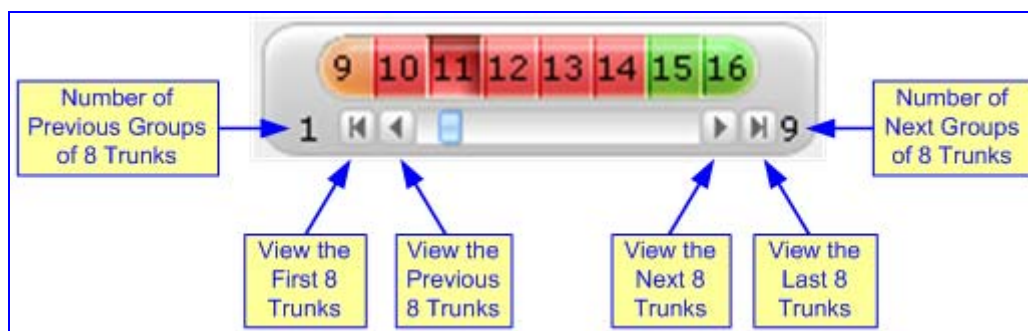 9 10 11 12 13 14 15 16
Number of
Previous Groups
of 8 Trunks
1
9
Number of
Next Groups
of 8 Trunks
View the
First 8
Trunks
View the
Previous
8 Trunks
View the
Next 8
Trunks
View the
Last 8
Trunks